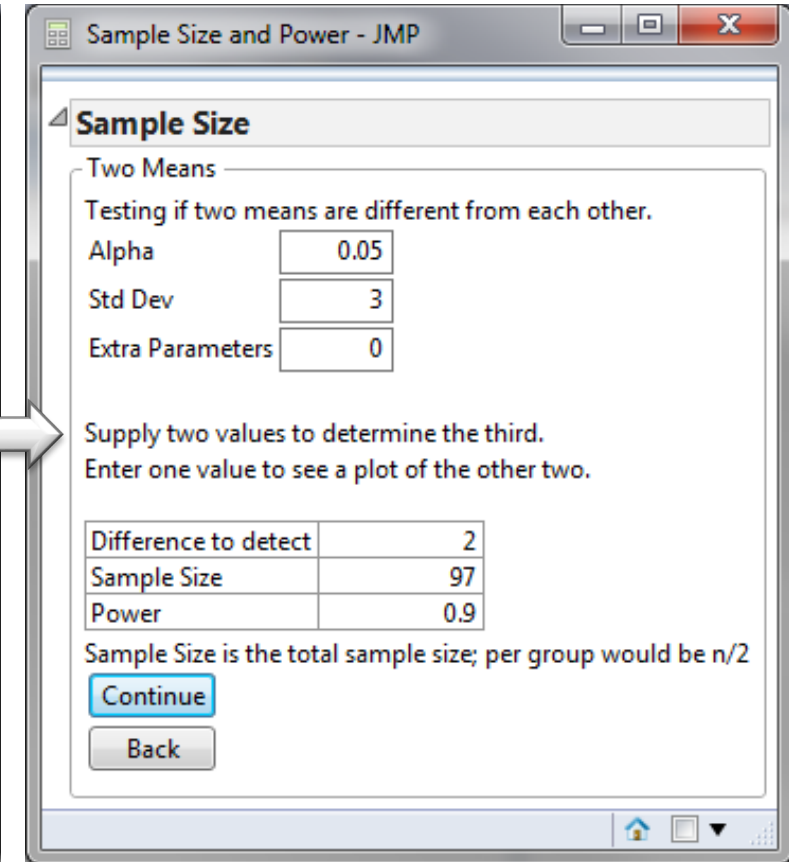 Sample Size and Power - JMP
Sample Size
Two Means
Testing if two means are different from each other.
Alpha 0.05
Std Dev 3
Extra Parameters 0
Supply two values to determine the third.
Enter one value to see a plot of the other two.
Difference to detect 2
Sample Size 97
Power 0.9
Sample Size is the total sample size; per group would be n/2
Continue
Back